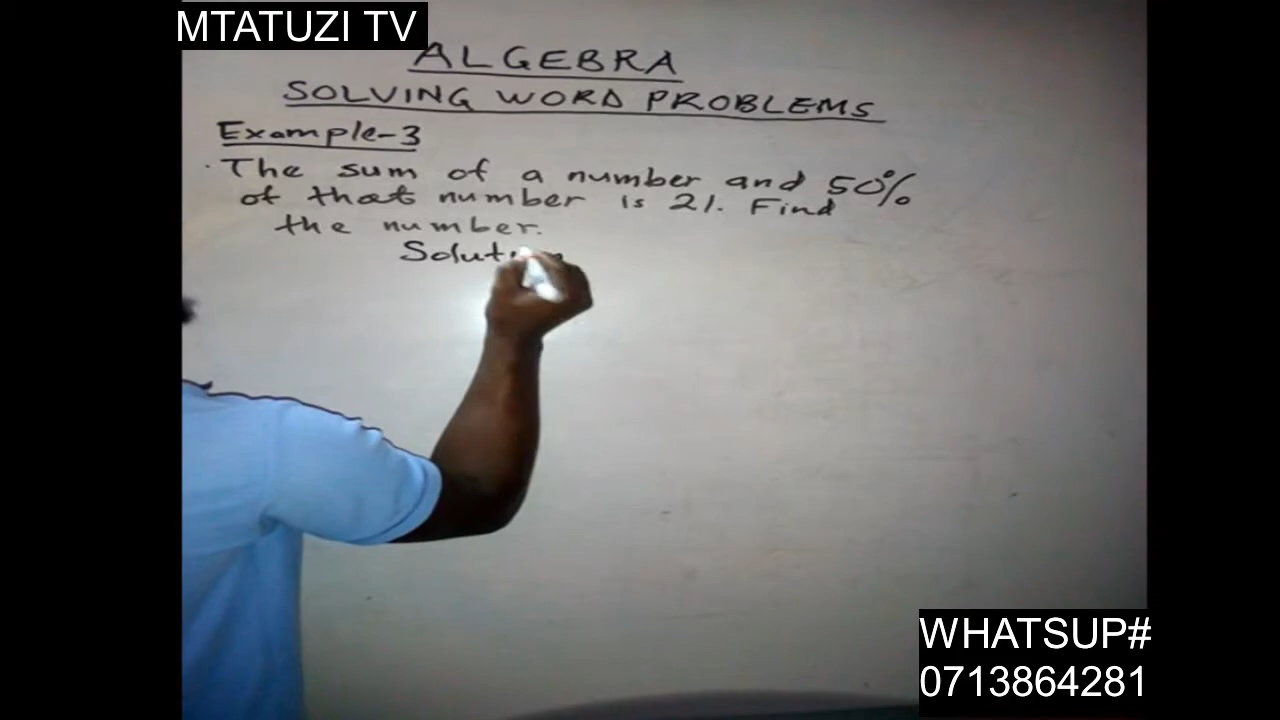 MTATUZI TV
ALGEBRA
SOLVING WORD PROBLEMS
Example-3
The sum of a number and 50%
of that number is 21. Find
the number.
WHATSUP#
0713864281